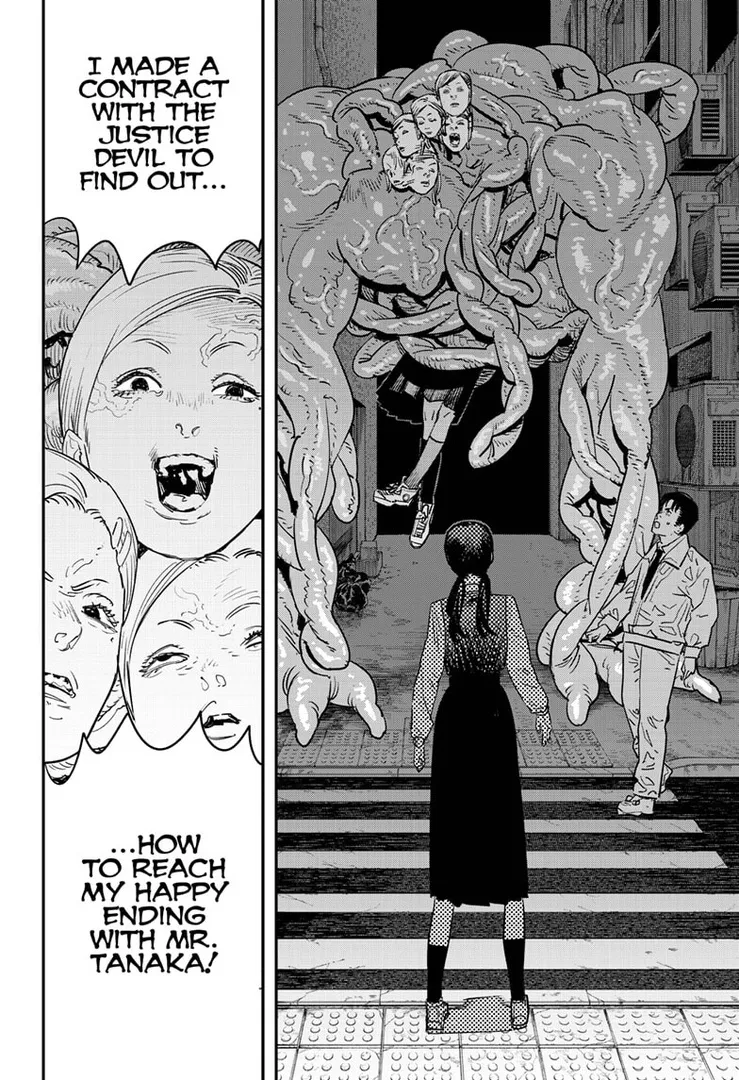 I MADE A
CONTRACT
WITH THE
JUSTICE
DEVIL TO
FIND OUT...
...HOW
TO REACH
MY HAPPY
ENDING
WITH MR.
TANAKA!